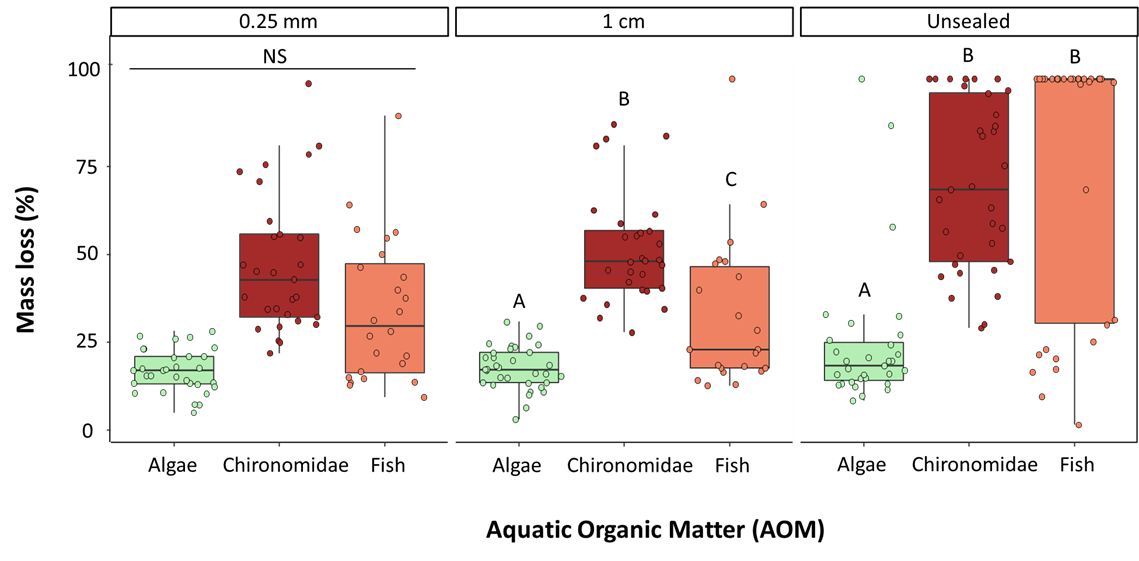 0.25 mm 1 cm Unsealed
NS
A
B
C
A
B
B
100
75
50
25
0
Mass loss (%)
Algae Chironomidae Fish Algae Chironomidae Fish Algae Chironomidae Fish
Aquatic Organic Matter (AOM)